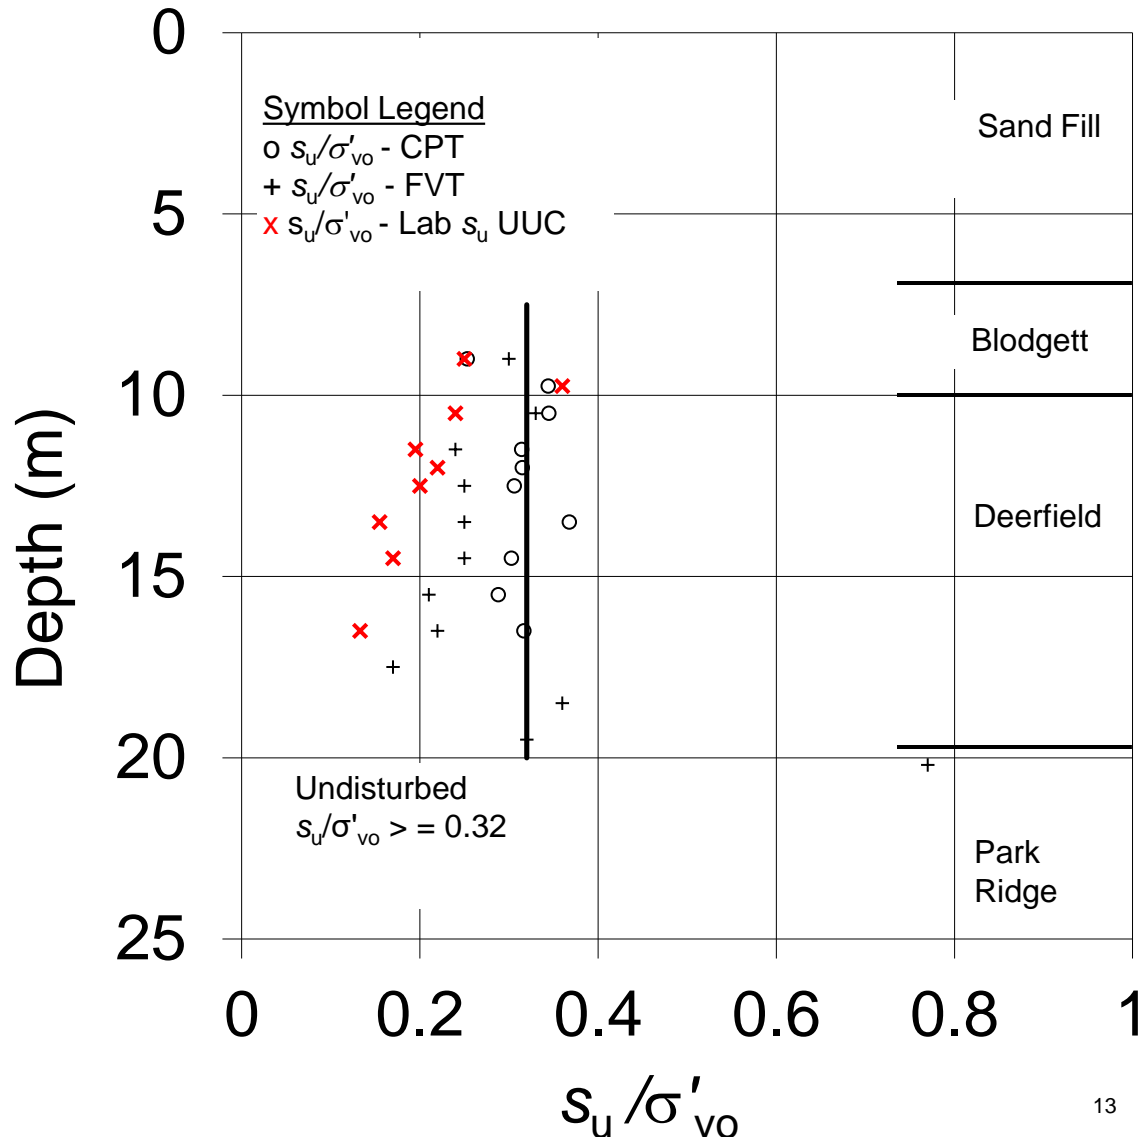 0
Symbol Legend
o su/σ'vo - CPT
+ su/σ'vo - FVT
x su/σ'vo - Lab su UUC
Sand Fill
5
Blodgett
10
Deerfield
Depth (m)
15
20
Undisturbed
su/σ'vo > = 0.32
Park
Ridge
25
0 0.2 0.4 0.6 0.8 1
su/σ'vo
13